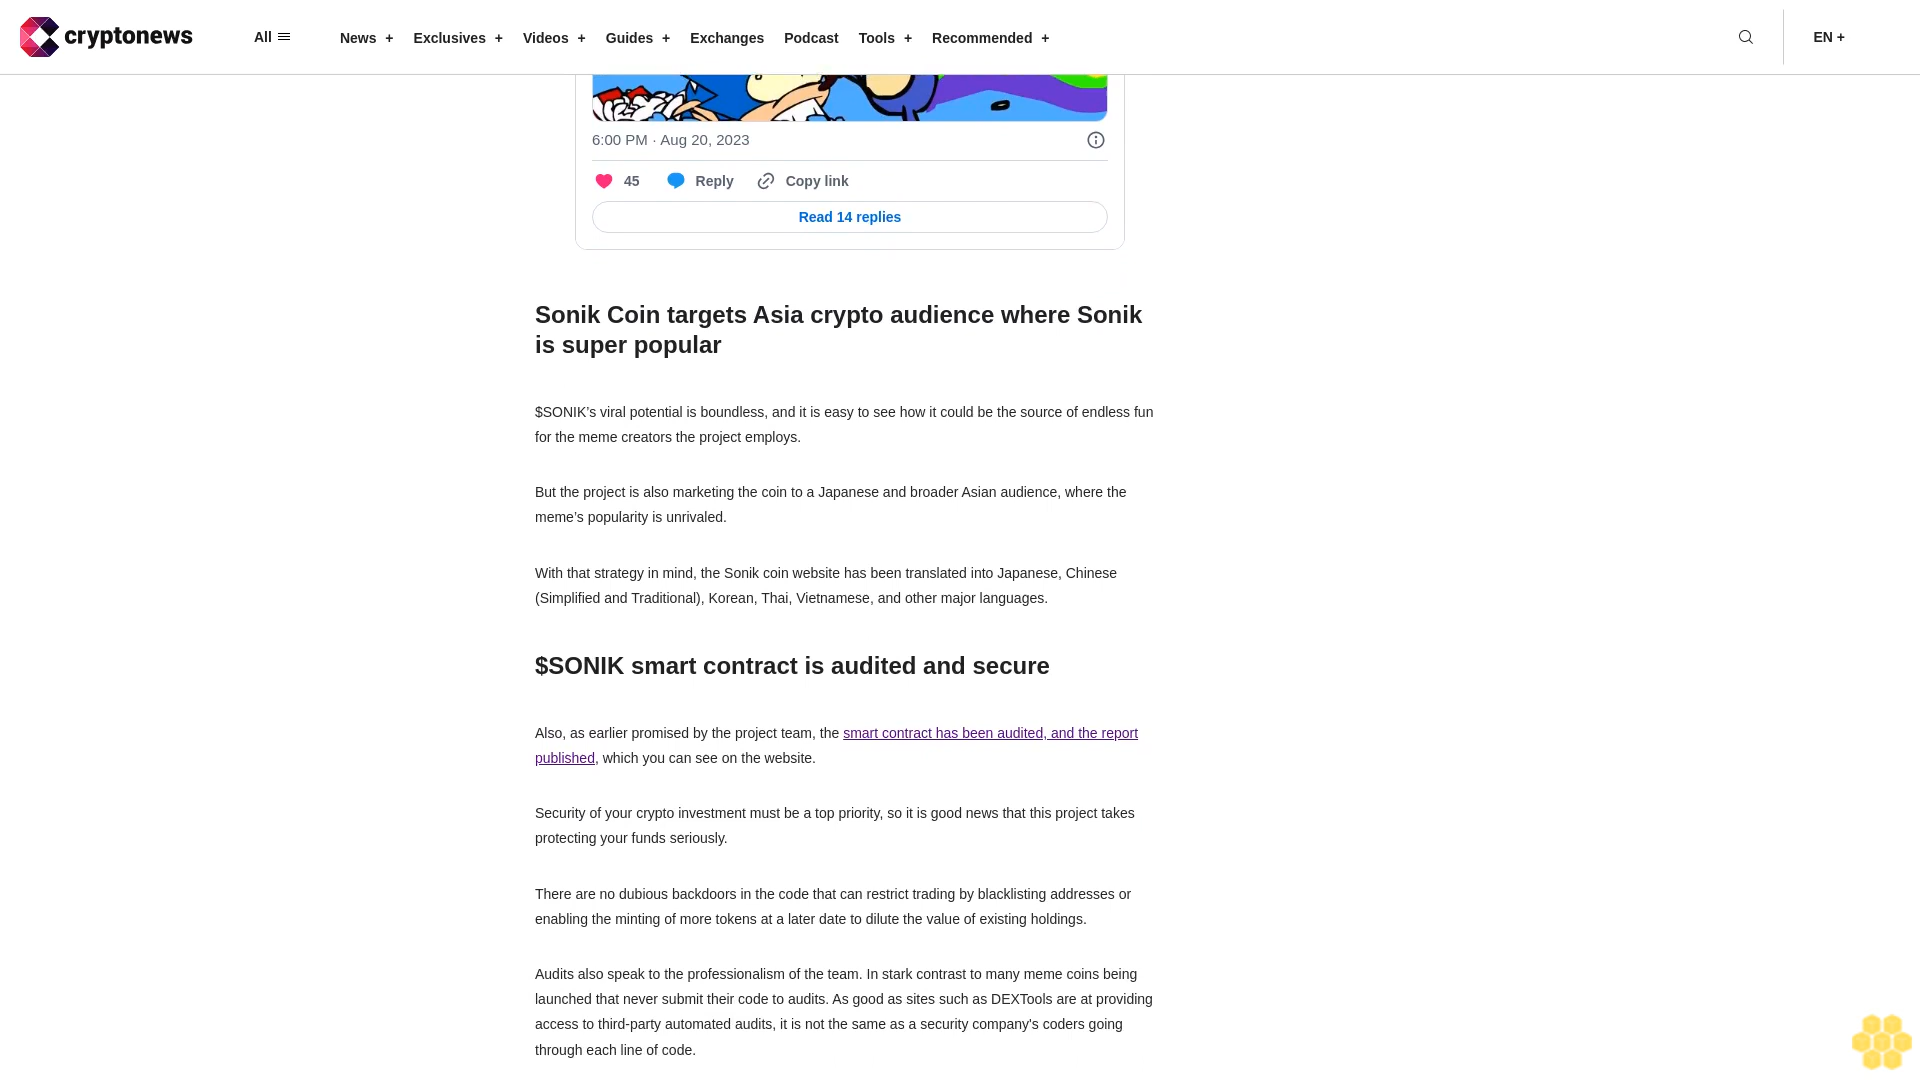 cryptonews
All
News +
Exclusives +
Videos +
Guides +
Exchanges
Podcast
Tools +
Recommended +
EN +
6:00 PM · Aug 20, 2023
45
Reply
Copy link
Read 14 replies
Sonik Coin targets Asia crypto audience where Sonik
is super popular
$SONIK’s viral potential is boundless, and it is easy to see how it could be the source of endless fun
for the meme creators the project employs.
But the project is also marketing the coin to a Japanese and broader Asian audience, where the
meme’s popularity is unrivaled.
With that strategy in mind, the Sonik coin website has been translated into Japanese, Chinese
(Simplified and Traditional), Korean, Thai, Vietnamese, and other major languages.
$SONIK smart contract is audited and secure
Also, as earlier promised by the project team, the smart contract has been audited, and the report
published, which you can see on the website.
Security of your crypto investment must be a top priority, so it is good news that this project takes
protecting your funds seriously.
There are no dubious backdoors in the code that can restrict trading by blacklisting addresses or
enabling the minting of more tokens at a later date to dilute the value of existing holdings.
Audits also speak to the professionalism of the team. In stark contrast to many meme coins being
launched that never submit their code to audits. As good as sites such as DEXTools are at providing
access to third-party automated audits, it is not the same as a security company's coders going
through each line of code.